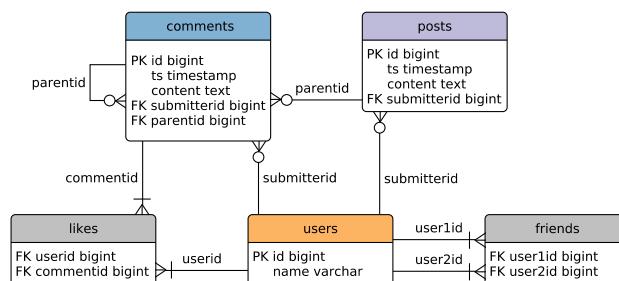 comments
PK id bigint
ts timestamp
content text
FK submitterid bigint
FK parentid bigint
posts
PK id bigint
ts timestamp
content text
FK submitterid bigint
parentid
parentid
commentid
submitterid
submitterid
likes
FK userid bigint
FK commentid bigint
userid
users
PK id bigint
name varchar
user1id
user2id
friends
FK user1id bigint
FK user2id bigint